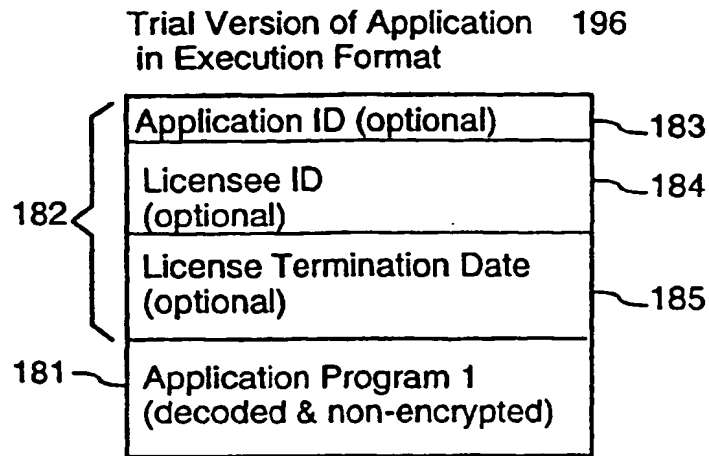 Trial Version of Application 196
in Execution Format
Application ID (optional) 183
Licensee ID 184
(optional)
182
License Termination Date
(optional) 185
181 Application Program 1
(decoded & non-encrypted)